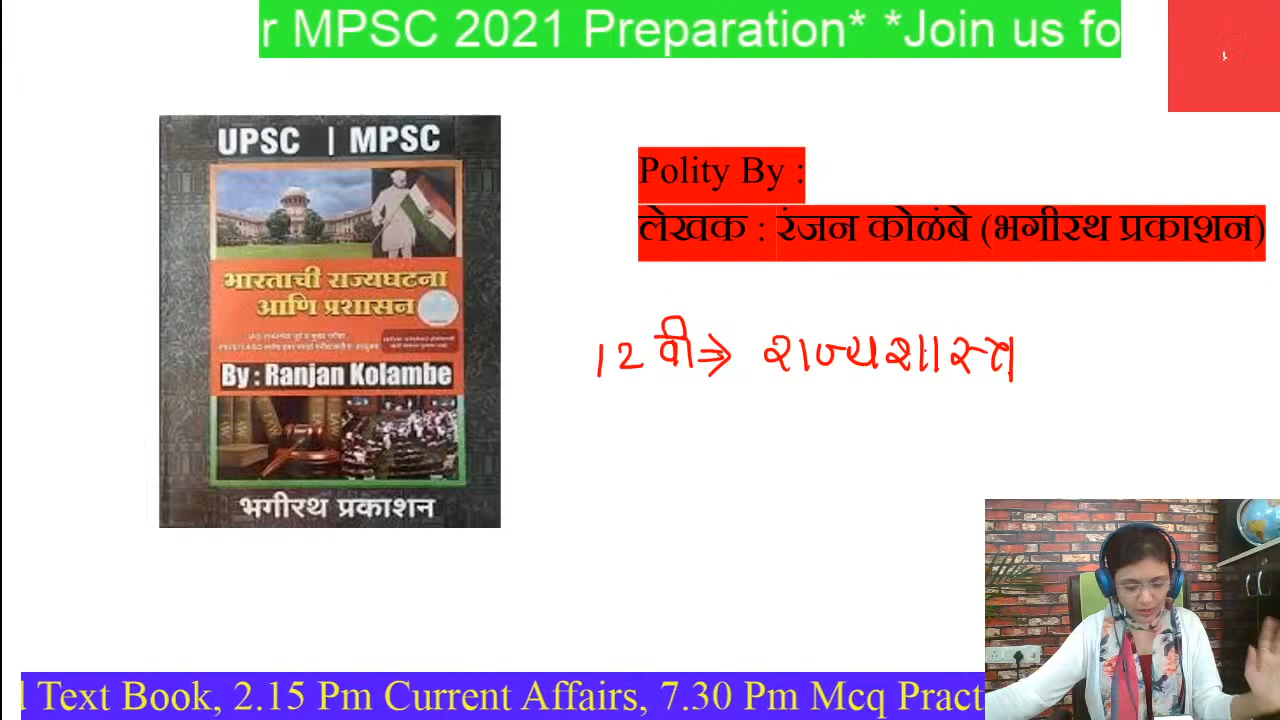 r MPSC 2021 Preparation* *Join us fo
UPSC | MPSC
भारताची राज्यघटना
आणि प्रशासन
By : Ranjan Kolambe
भगीरथ प्रकाशन
Polity By :
लेखक : रंजन कोळंबे (भगीरथ प्रकाशन)
12 वी ⇒ राज्यशास्त्र
Text Book, 2.15 Pm Current Affairs, 7.30 Pm Mcq Pract